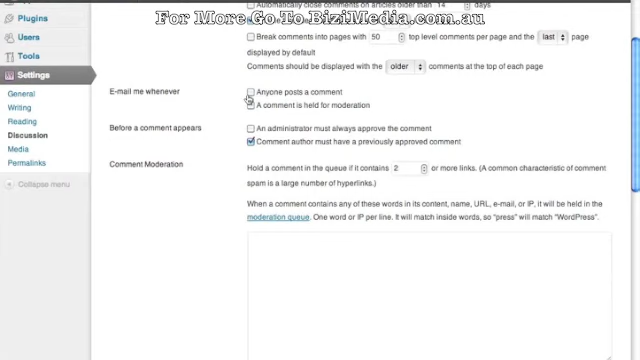 Automatically close comments on articles older than 14 days
For More Go To BiziMedia.com.au
Plugins
Users
Tools
Settings
General
Writing
Reading
Discussion
Media
Permalinks
Collapse menu
Break comments into pages with 50 top level comments per page and the last page
displayed by default
Comments should be displayed with the older comments at the top of each page
E-mail me whenever
Anyone posts a comment
A comment is held for moderation
Before a comment appears
An administrator must always approve the comment
Comment author must have a previously approved comment
Comment Moderation
Hold a comment in the queue if it contains 2 or more links. (A common characteristic of comment
spam is a large number of hyperlinks.)
When a comment contains any of these words in its content, name, URL, e-mail, or IP, it will be held in the
moderation queue. One word or IP per line. It will match inside words, so "press" will match "WordPress".